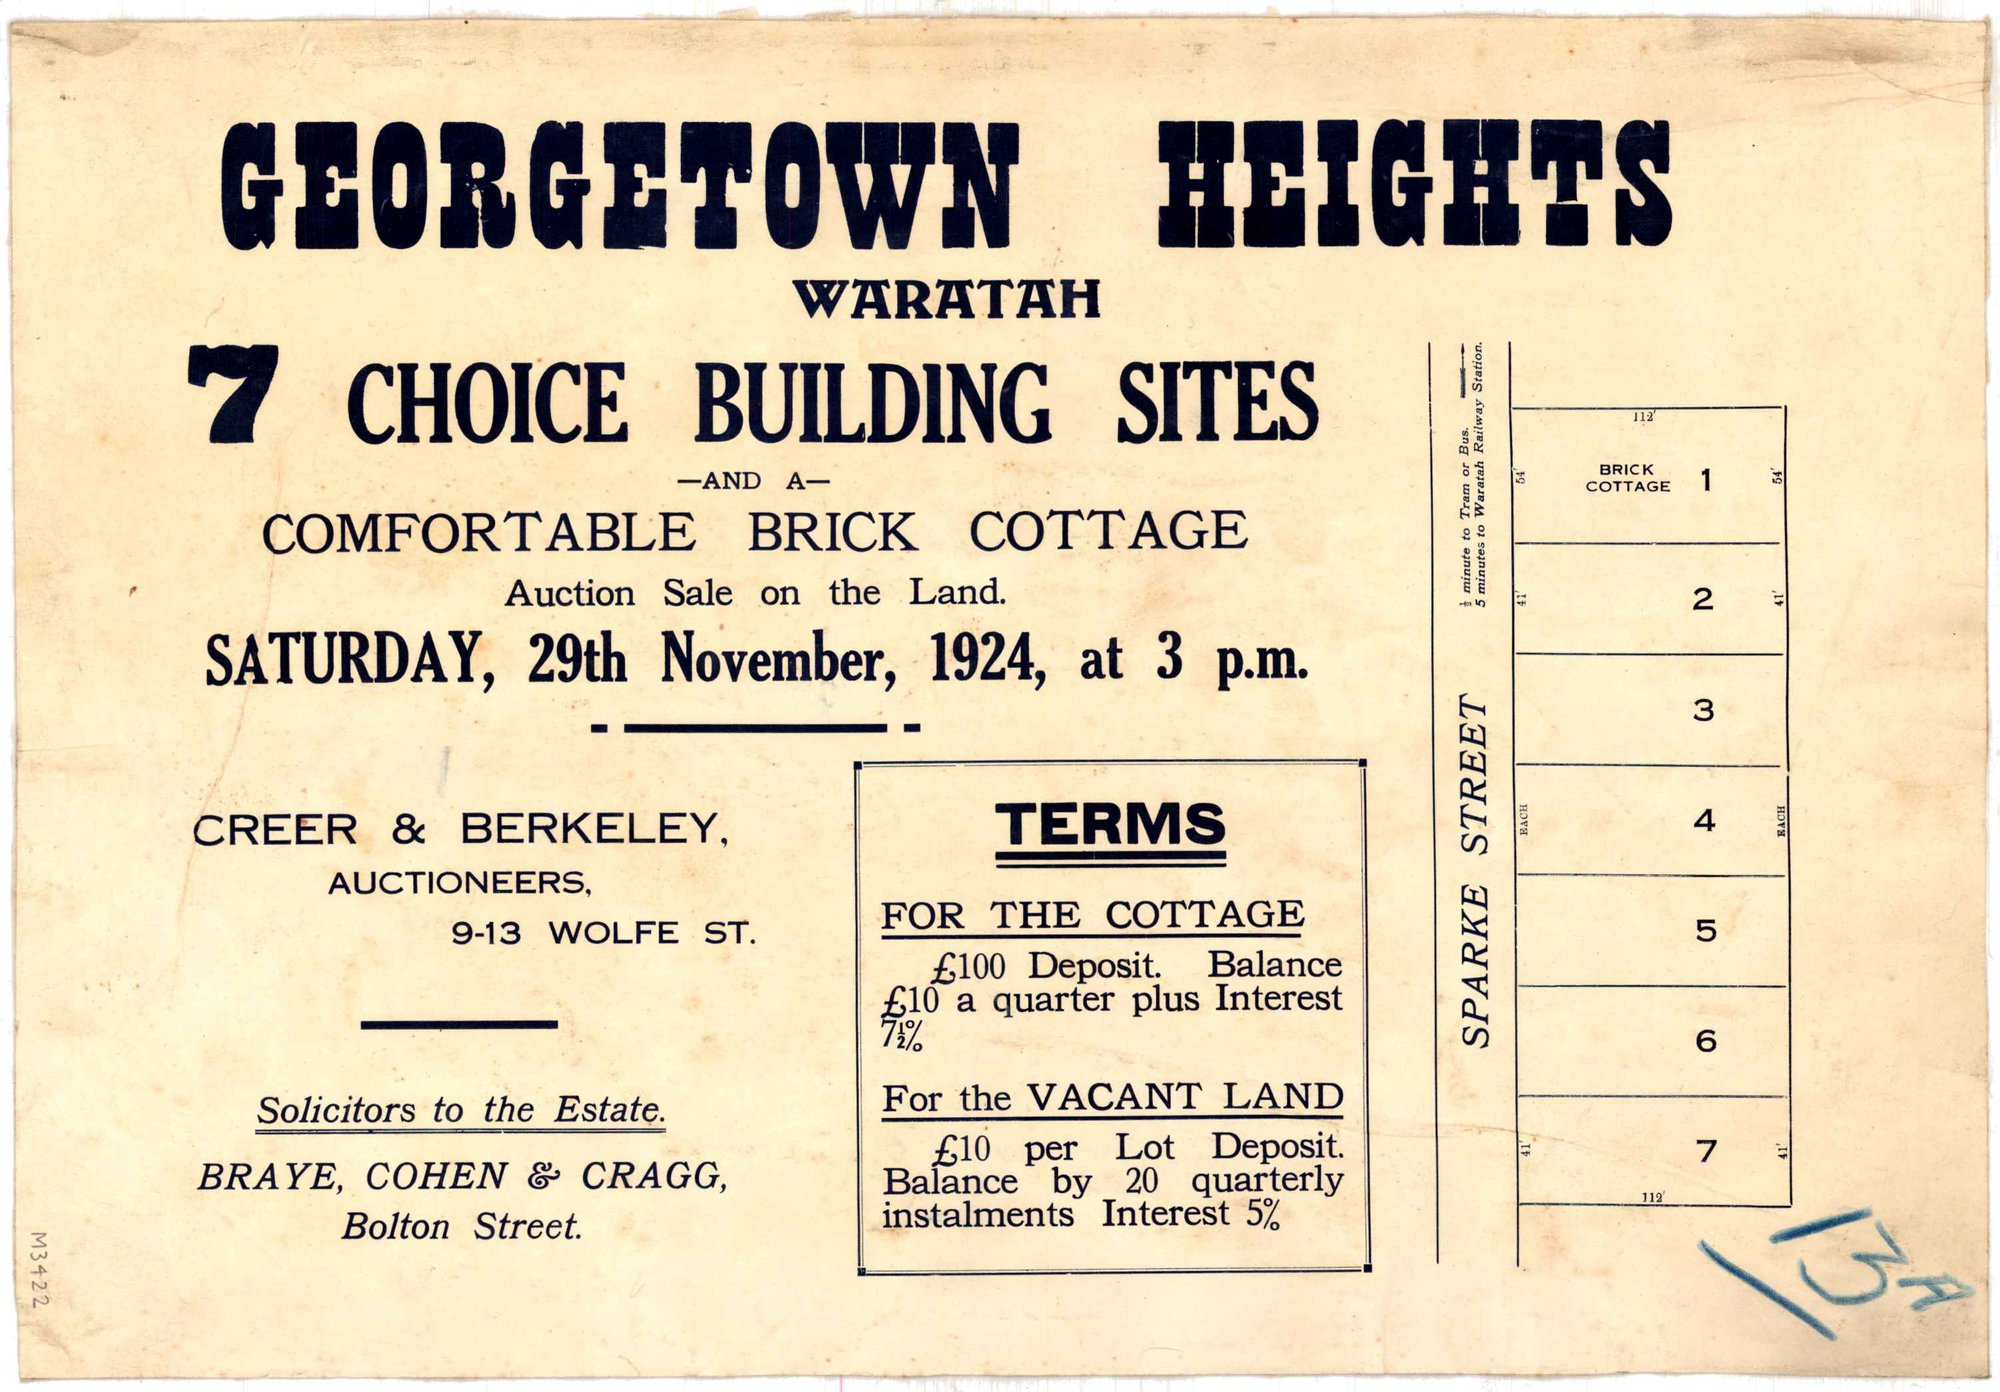 GEORGETOWN HEIGHTS
WARATAH
7 CHOICE BUILDING SITES
—AND A—
COMFORTABLE BRICK COTTAGE
Auction Sale on the Land.
SATURDAY, 29th November, 1924, at 3 p.m.
CREER & BERKELEY,
AUCTIONEERS,
9-13 WOLFE ST.
Solicitors to the Estate.
BRAYE, COHEN & CRAGG,
Bolton Street.
TERMS
FOR THE COTTAGE
£100 Deposit. Balance
£10 a quarter plus Interest
7½%
For the VACANT LAND
£10 per Lot Deposit.
Balance by 20 quarterly
instalments Interest 5%
½ minute to Tram or Bus.
5 minutes to Waratah Railway Station.
SPARKE STREET
112'
54'
BRICK
COTTAGE 1
54'
41'
2
41'
3
EACH
4
EACH
5
6
41'
7
41'
112'
13A
M3422